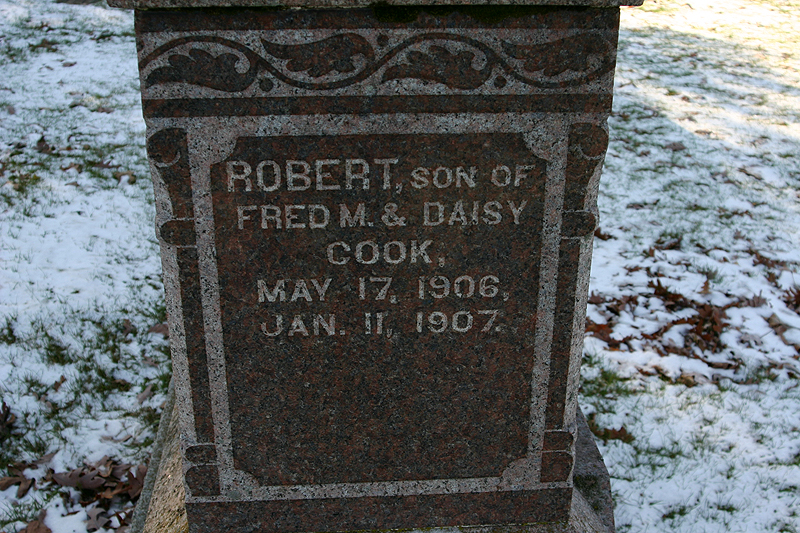 ROBERT, SON OF
FRED M. & DAISY
COOK,
MAY 17, 1906,
JAN. 11, 1907.